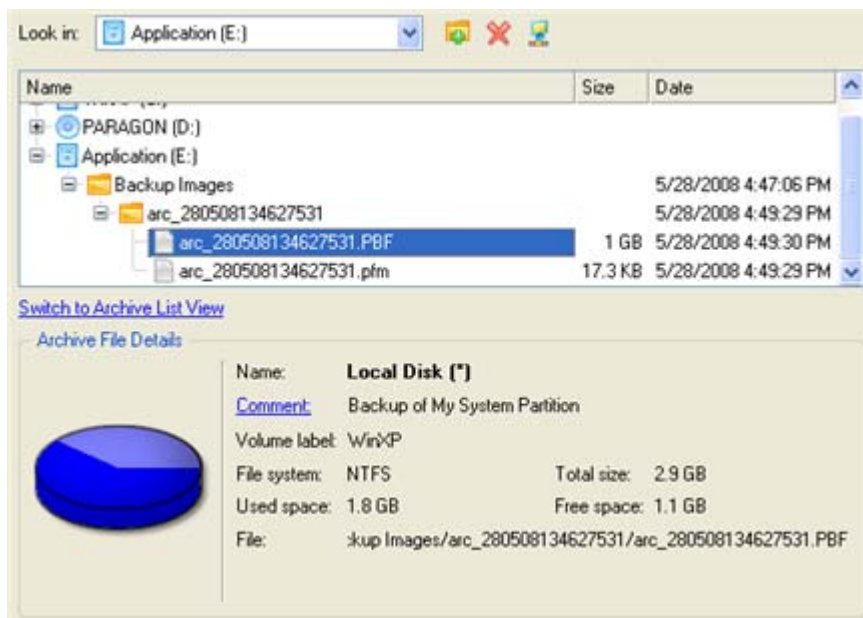 Look in: Application (E:)
Name Size Date
PARAGON (D:)
Application (E:)
Backup Images 5/28/2008 4:47:06 PM
arc_280508134627531 5/28/2008 4:49:29 PM
arc_280508134627531.PBF 1 GB 5/28/2008 4:49:30 PM
arc_280508134627531.pfm 17.3 KB 5/28/2008 4:49:29 PM
Switch to Archive List View
Archive File Details
Name: Local Disk (*)
Comment: Backup of My System Partition
Volume label: WinXP
File system: NTFS Total size: 2.9 GB
Used space: 1.8 GB Free space: 1.1 GB
File: :kup Images/arc_280508134627531/arc_280508134627531.PBF